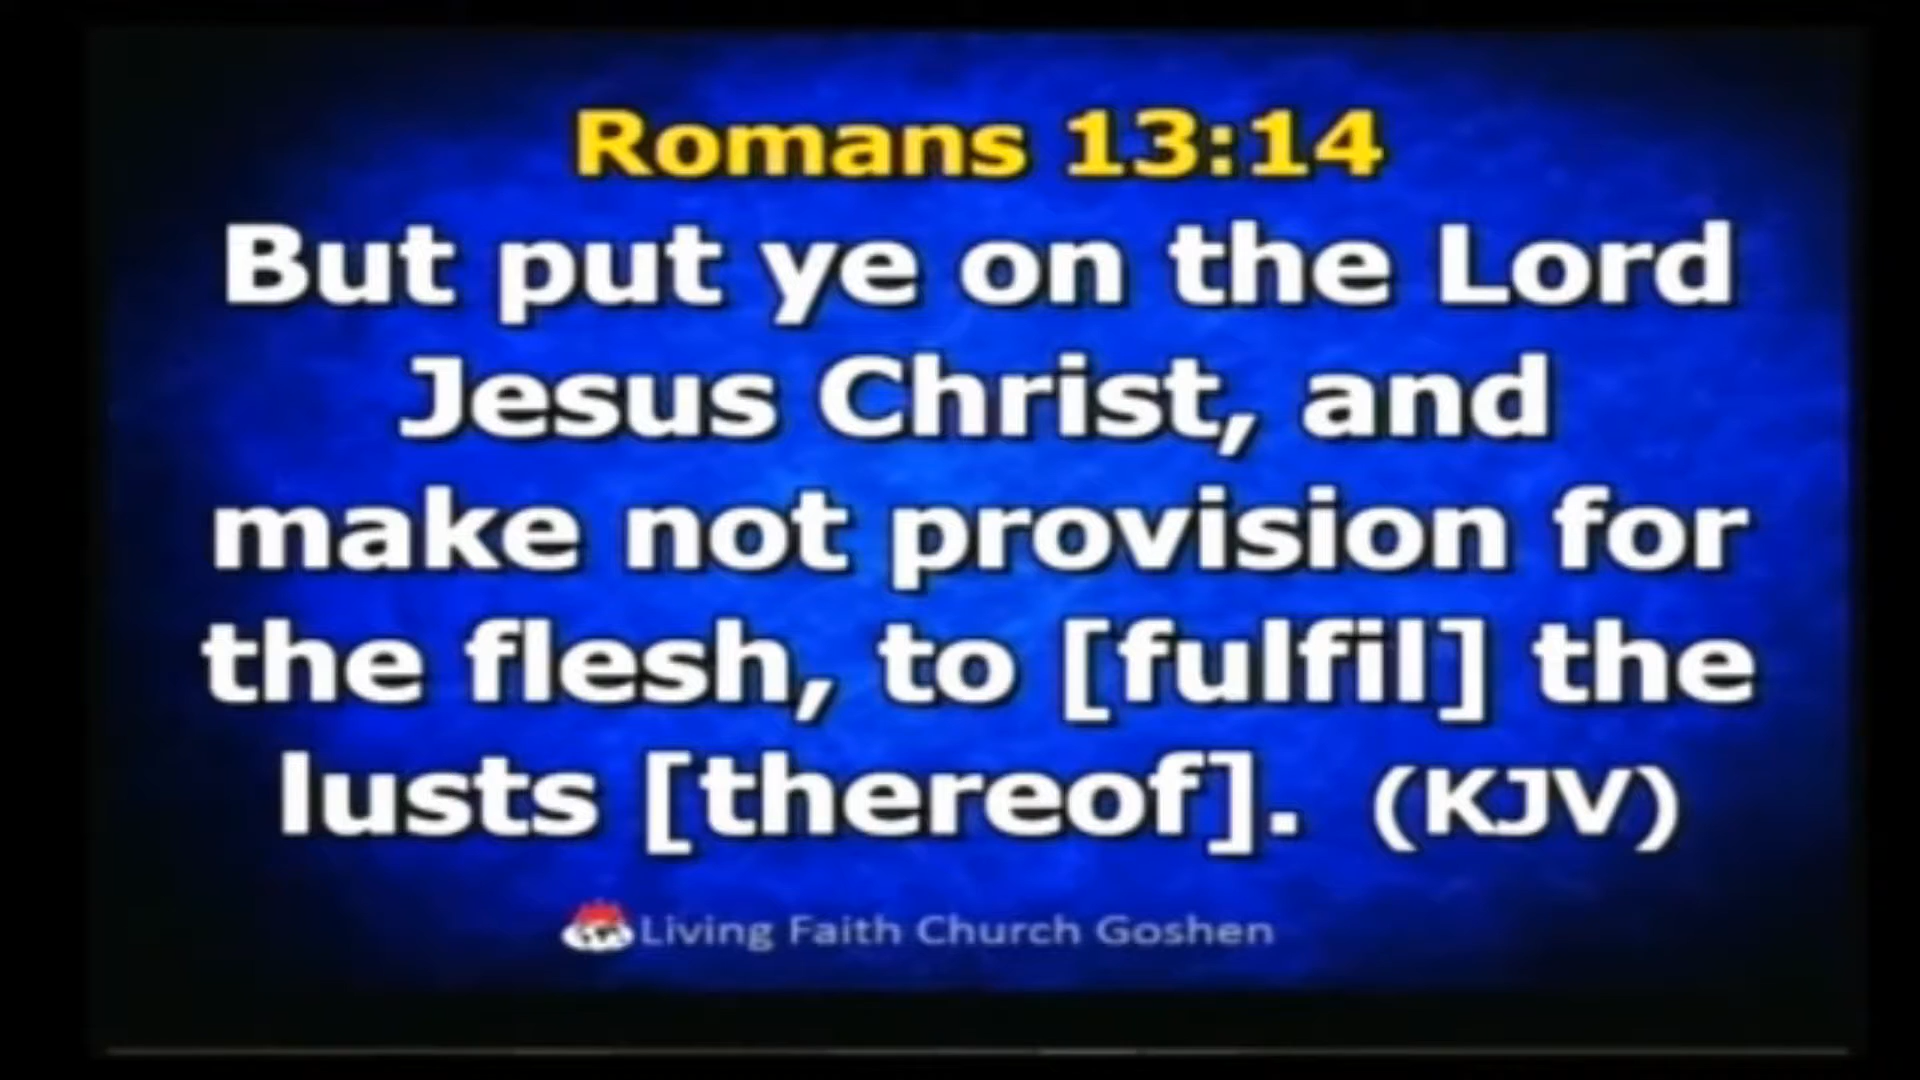 Romans 13:14
But put ye on the Lord
Jesus Christ, and
make not provision for
the flesh, to [fulfil] the
lusts [thereof]. (KJV)
Living Faith Church Goshen